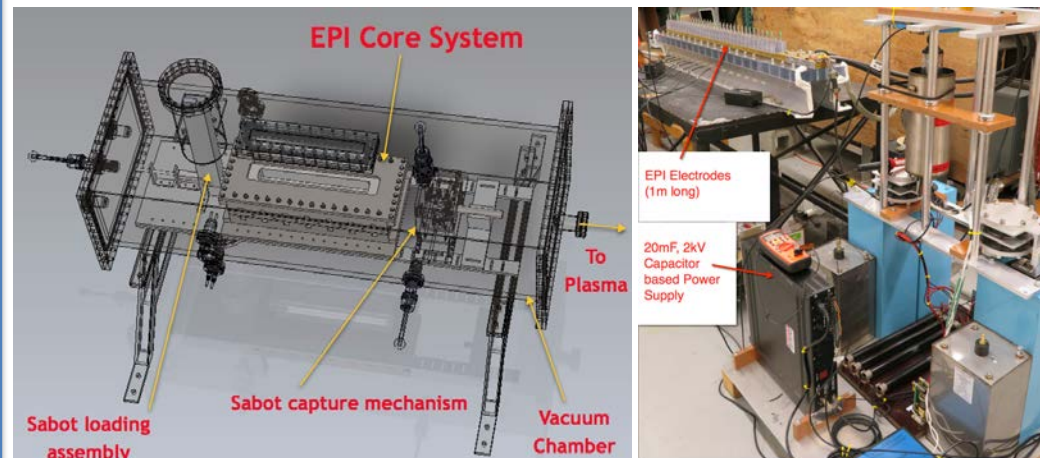 EPI Core System
To
Plasma
Sabot capture mechanism
Vacuum
Chamber
Sabot loading
assembly
EPI Electrodes
(1m long)
20mF, 2kV
Capacitor
based Power
Supply